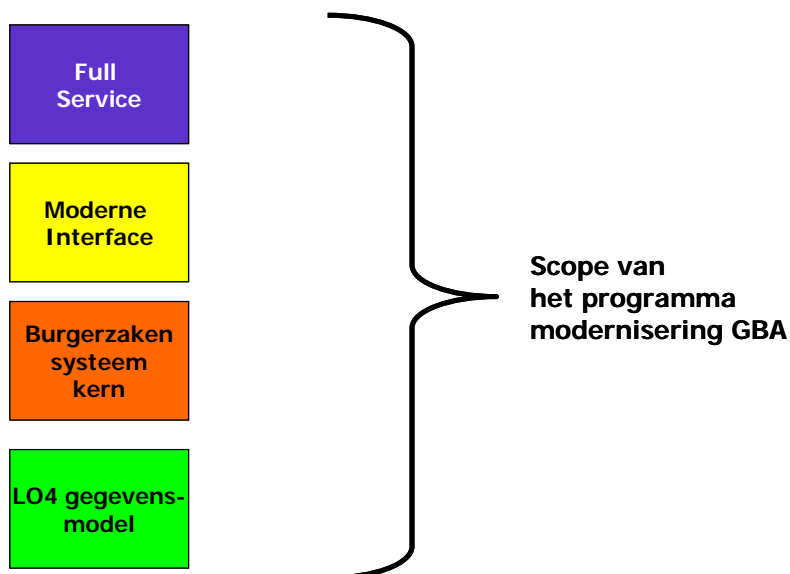 Full
Service
Moderne
Interface
Burgerzaken
systeem
kern
LO4 gegevens-
model
Scope van
het programma
modernisering GBA